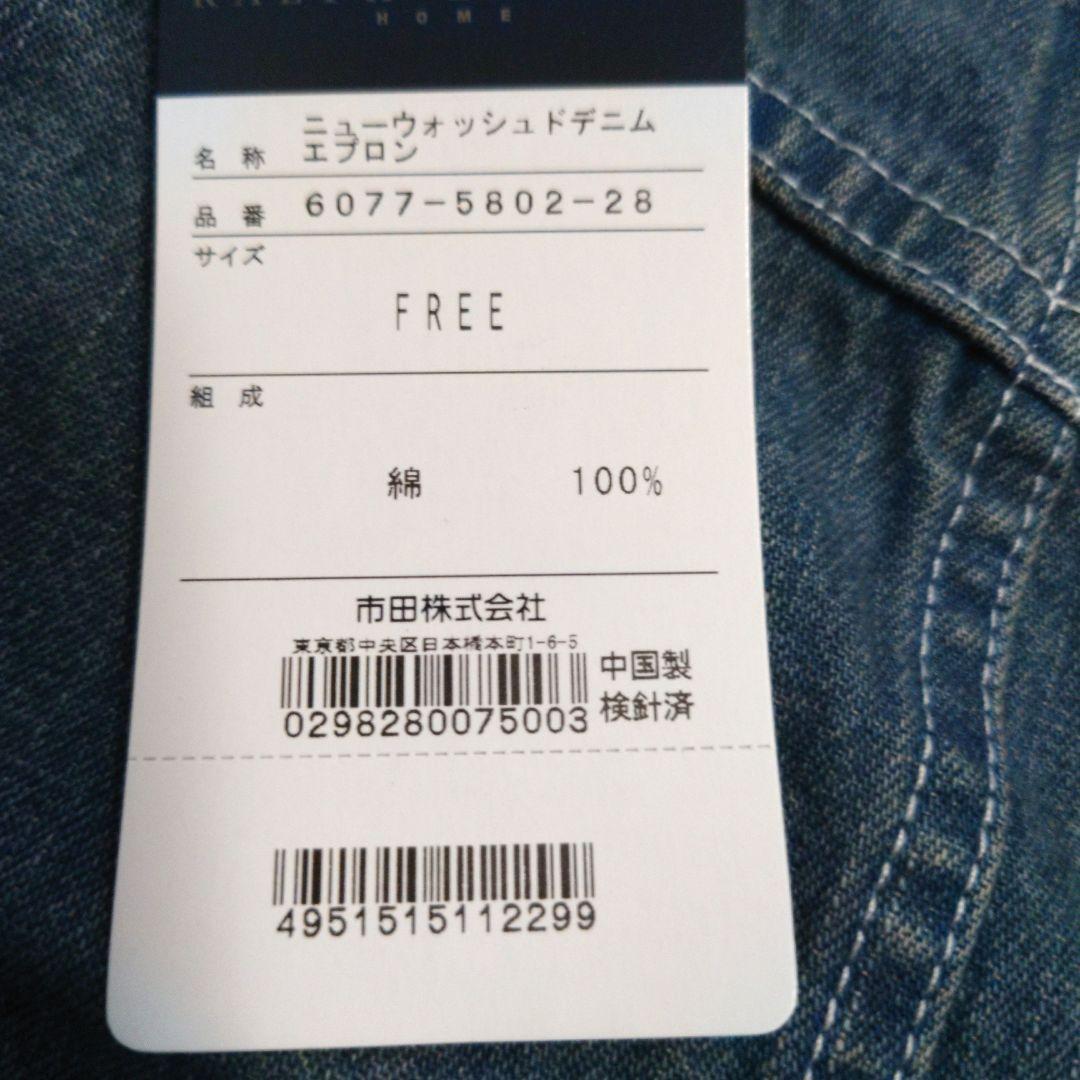 HOME
名称 ニューウォッシュドデニム
エプロン
品番 6077-5802-28
サイズ
FREE
組成
綿 100%
市田株式会社
東京都中央区日本橋本町1-6-5
中国製
検針済
0298280075003
4951515112299